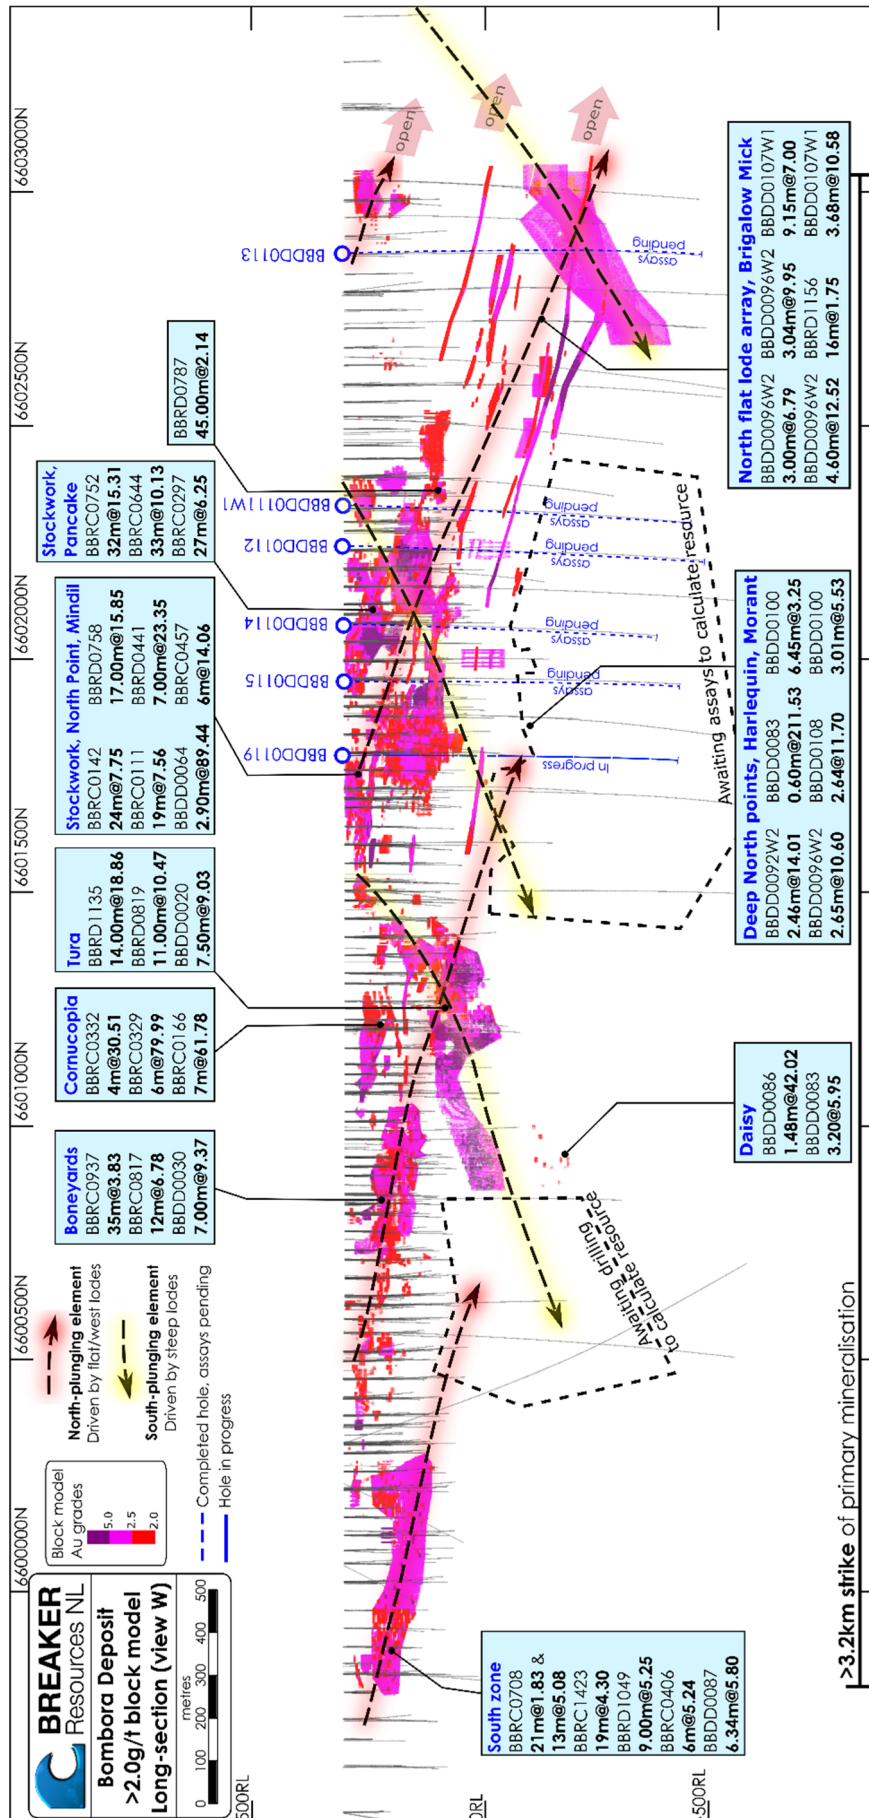 BREAKER
Resources NL
Bombora Deposit
>2.0g/t block model
Long-section (view W)
0 100 200 300 400 500
metres
Block model
Au grades
5.0
2.5
2.0
North-plunging element
Driven by flat/west lodes
South-plunging element
Driven by steep lodes
Completed hole, assays pending
Hole in progress
6600000N
6600500N
6601000N
6601500N
6602000N
6602500N
6603000N
Boneyards
BBRC0937
35m@3.83
BBRC0817
12m@6.78
BBDD0030
7.00m@9.37
Cornucopia
BBRC0332
4m@30.51
BBRC0329
6m@79.99
BBRC0166
7m@61.78
Tura
BBRD1135
14.00m@18.86
BBRD0819
11.00m@10.47
BBDD0020
7.50m@9.03
Stockwork, North Point, Mindil
BBRC0142 BBRD0758
24m@7.75 17.00m@15.85
BBRC0111 BBRD0441
19m@7.56 7.00m@23.35
BBDD0064 BBRC0457
2.90m@89.44 6m@14.06
Stockwork,
Pancake
BBRC0752
32m@15.31
BBRC0644
33m@10.13
BBRC0297
27m@6.25
BBRD0787
45.00m@2.14
BBDD0119
BBDD0115
BBDD0114
BBDD0112
BBDD0111W1
BBDD0113
In progress
assays
pending
assays
pending
assays
pending
assays
pending
assays
pending
open
open
open
South zone
BBRC0708
21m@1.83 &
13m@5.08
BBRC1423
19m@4.30
BBRD1049
9.00m@5.25
BBRC0406
6m@5.24
BBDD0087
6.34m@5.80
Awaiting drilling
to calculate resource
Daisy
BBDD0086
1.48m@42.02
BBDD0083
3.20@5.95
Awaiting assays to calculate resource
Deep North points, Harlequin, Morant
BBDD0092W2 BBDD0083 BBDD0100
2.46m@14.01 0.60m@211.53 6.45m@3.25
BBDD0096W2 BBDD0108 BBDD0100
2.65m@10.60 2.64@11.70 3.01m@5.53
North flat lode array, Brigalow Mick
BBDD0096W2 BBDD0096W2 BBDD0107W1
3.00m@6.79 3.04m@9.95 9.15m@7.00
BBDD0096W2 BBRD1156 BBDD0107W1
4.60m@12.52 16m@1.75 3.68m@10.58
>3.2km strike of primary mineralisation
500RL
0RL
-500RL